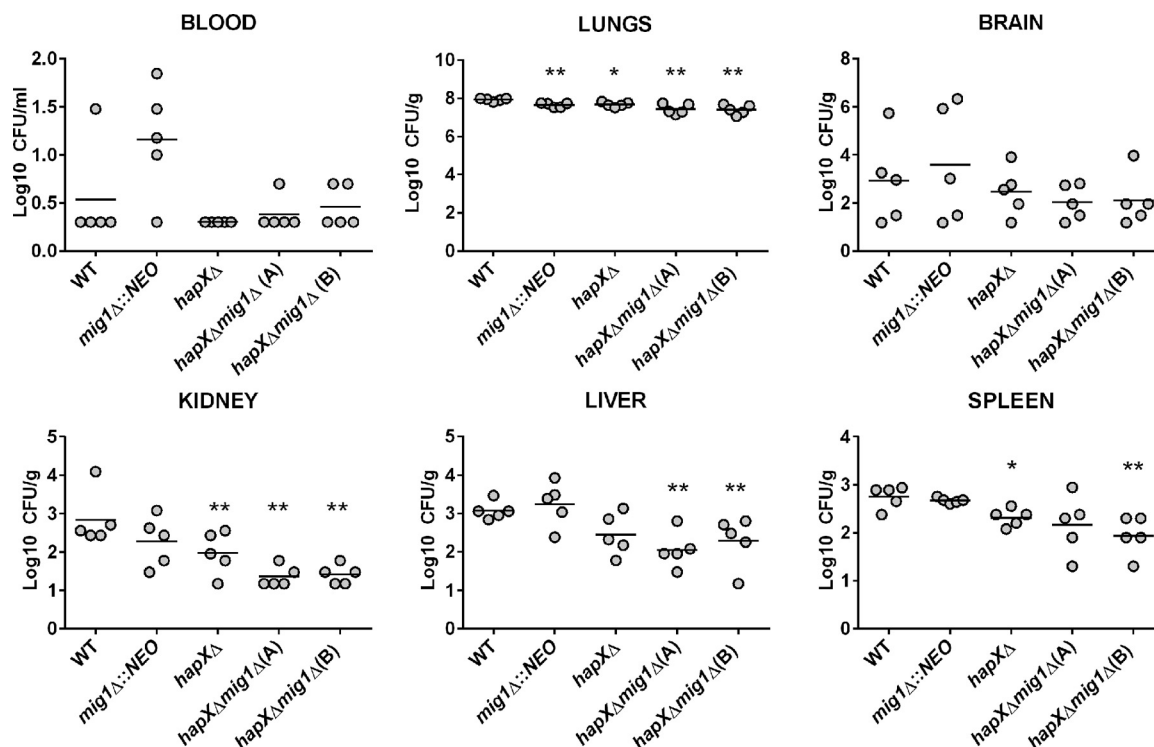 BLOOD
Log10 CFU/ml
2.0
1.5
1.0
0.5
0.0
WT
mig1Δ::NEO
hapXΔ
hapXΔmig1Δ (A)
hapXΔmig1Δ (B)
LUNGS
Log10 CFU/g
10
8
6
4
2
0
** * ** **
WT
mig1Δ::NEO
hapXΔ
hapXΔmig1Δ(A)
hapXΔmig1Δ(B)
BRAIN
Log10 CFU/g
8
6
4
2
0
WT
mig1Δ::NEO
hapXΔ
hapXΔmig1Δ(A)
hapXΔmig1Δ(B)
KIDNEY
Log10 CFU/g
5
4
3
2
1
0
** ** **
WT
mig1Δ::NEO
hapXΔ
hapXΔmig1Δ(A)
hapXΔmig1Δ(B)
LIVER
Log10 CFU/g
5
4
3
2
1
0
** **
WT
mig1Δ::NEO
hapXΔ
hapXΔmig1Δ(A)
hapXΔmig1Δ(B)
SPLEEN
Log10 CFU/g
4
3
2
1
0
* **
WT
mig1Δ::NEO
hapXΔ
hapXΔmig1Δ(A)
hapXΔmig1Δ(B)